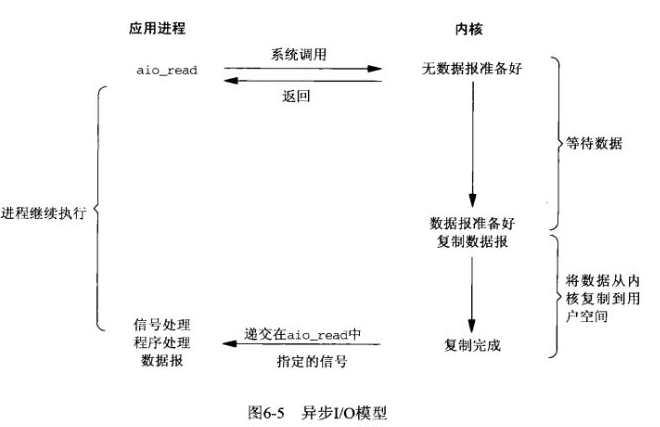 应用进程
内核
系统调用
aio_read
无数据报准备好
返回
等待数据
进程继续执行
数据报准备好
复制数据报
将数据从内
核复制到用
户空间
信号处理
程序处理
数据报
递交在aio_read中
指定的信号
复制完成
图6-5 异步I/O模型